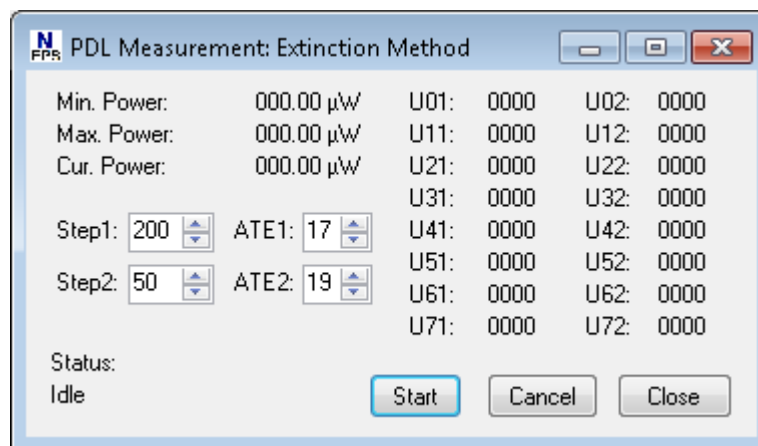 N
EPS
PDL Measurement: Extinction Method
Min. Power: 000.00 µW U01: 0000 U02: 0000
Max. Power: 000.00 µW U11: 0000 U12: 0000
Cur. Power: 000.00 µW U21: 0000 U22: 0000
U31: 0000 U32: 0000
Step1: 200 ATE1: 17 U41: 0000 U42: 0000
U51: 0000 U52: 0000
Step2: 50 ATE2: 19 U61: 0000 U62: 0000
U71: 0000 U72: 0000
Status:
Idle Start Cancel Close